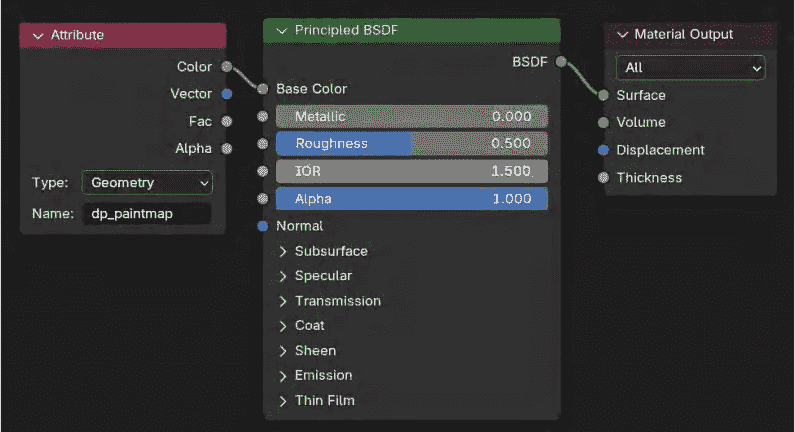 Attribute
Color
Vector
Fac
Alpha
Type: Geometry
Name: dp_paintmap
Principled BSDF
BSDF
Base Color
Metallic 0.000
Roughness 0.500
IOR 1.500
Alpha 1.000
Normal
Subsurface
Specular
Transmission
Coat
Sheen
Emission
Thin Film
Material Output
All
Surface
Volume
Displacement
Thickness